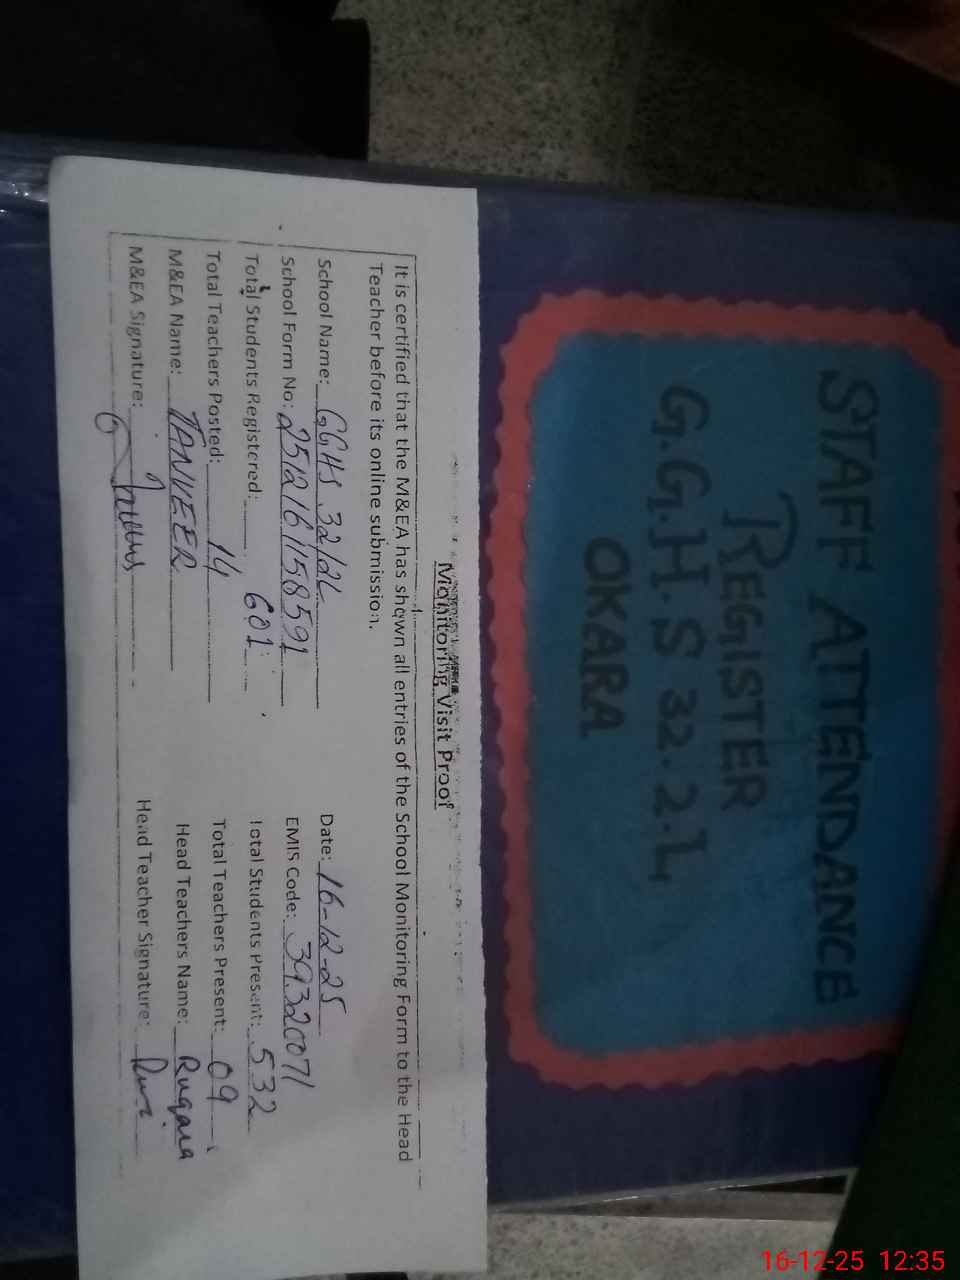 STAFF ATTENDANCE
REGISTER
G.G.H.S 32.2.L
OKARA
Monitoring Visit Proof
It is certified that the M&EA has shown all entries of the School Monitoring Form to the Head
Teacher before its online submission.
School Name: GGHS 32/2L Date: 16-12-25
School Form No: 2512161158591 EMIS Code: 39320071
Total Students Registered: 601 Total Students Present: 532
Total Teachers Posted: 14 Total Teachers Present: 09
M&EA Name: TANVEER Head Teachers Name: Ruqaia
M&EA Signature: Head Teacher Signature:
16-12-25 12:35